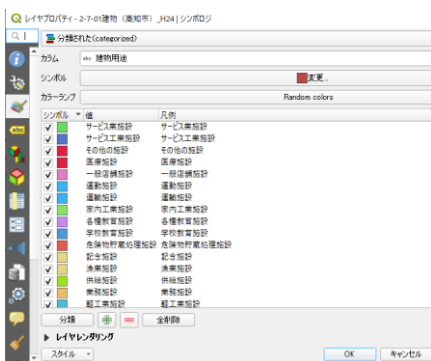 レイヤプロパティ - 2-7-01建物（高知市）_H24 | シンボロジ
分類された(categorized)
カラム abc 建物用途
シンボル 変更...
カラーランプ Random colors
シンボル 値 凡例
サービス業施設 サービス業施設
サービス工業施設 サービス工業施設
その他の施設 その他の施設
医療施設 医療施設
一般店舗施設 一般店舗施設
運動施設 運動施設
運輸施設 運輸施設
家内工業施設 家内工業施設
各種教育施設 各種教育施設
学校教育施設 学校教育施設
危険物貯蔵処理施設 危険物貯蔵処理施設
記念施設 記念施設
漁業施設 漁業施設
供給施設 供給施設
業務施設 業務施設
軽工業施設 軽工業施設
分類 全削除
レイヤレンダリング
スタイル OK キャンセル